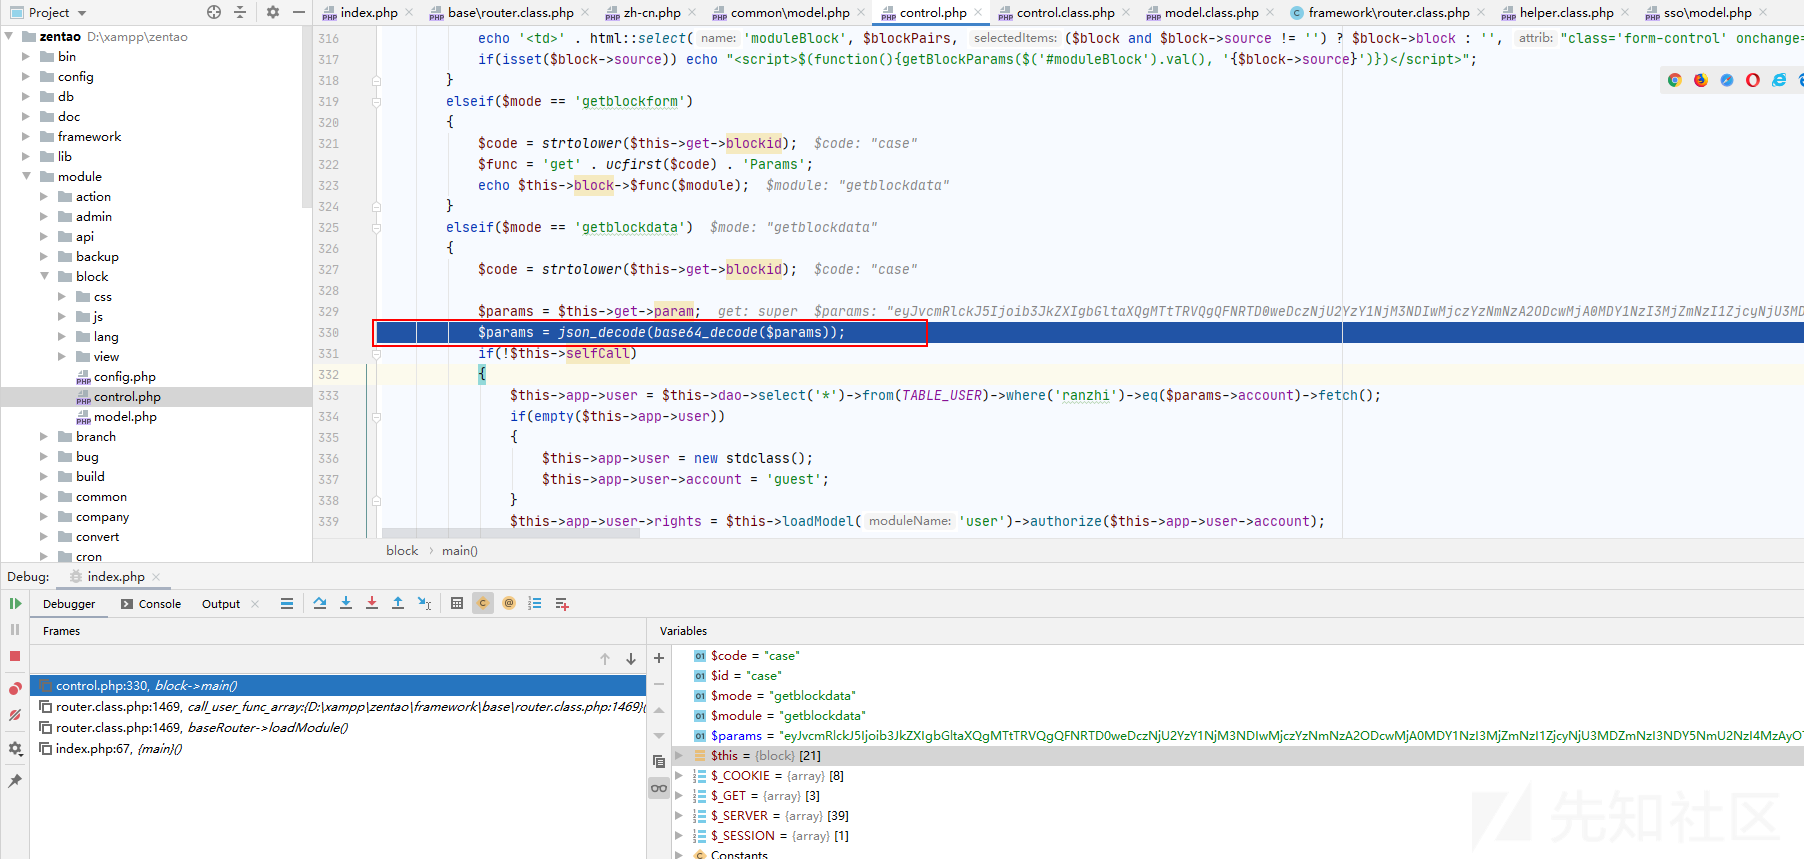 Project
index.php
base\router.class.php
zh-cn.php
common\model.php
control.php
control.class.php
model.class.php
framework\router.class.php
helper.class.php
sso\model.php
zentao D:\xampp\zentao
bin
config
db
doc
framework
lib
module
action
admin
api
backup
block
css
js
lang
view
config.php
control.php
model.php
branch
bug
build
common
company
convert
cron
316 echo '<td>' . html::select( name: 'moduleBlock', $blockPairs, selectedItems: ($block and $block->source != '') ? $block->block : '', attrib: "class='form-control' onchange=
317 if(isset($block->source)) echo "<script>$(function(){getBlockParams($('#moduleBlock').val(), '{$block->source}')})</script>";
318 }
319 elseif($mode == 'getblockform')
320 {
321 $code = strtolower($this->get->blockid); $code: "case"
322 $func = 'get' . ucfirst($code) . 'Params';
323 echo $this->block->$func($module); $module: "getblockdata"
324 }
325 elseif($mode == 'getblockdata') $mode: "getblockdata"
326 {
327 $code = strtolower($this->get->blockid); $code: "case"
328
329 $params = $this->get->param; get: super $params: "eyJvcmRlckJ5Ijoib3JkZXIgbGltaXQgMTtTRVQgQFNRTD0weDczNjU2YzY1NjM3NDIwMjczYzNmNzA2ODcwMjA0MDY1NzI3MjZmNzI1ZjcyNjU3MD
330 $params = json_decode(base64_decode($params));
331 if(!$this->selfCall)
332 {
333 $this->app->user = $this->dao->select('*')->from(TABLE_USER)->where('ranzhi')->eq($params->account)->fetch();
334 if(empty($this->app->user))
335 {
336 $this->app->user = new stdclass();
337 $this->app->user->account = 'guest';
338 }
339 $this->app->user->rights = $this->loadModel( moduleName: 'user')->authorize($this->app->user->account);
block › main()
Debug: index.php
Debugger Console Output
Frames
Variables
control.php:330, block->main()
router.class.php:1469, call_user_func_array:{D:\xampp\zentao\framework\base\router.class.php:1469}(
router.class.php:1469, baseRouter->loadModule()
index.php:67, {main}()
$code = "case"
$id = "case"
$mode = "getblockdata"
$module = "getblockdata"
$params = "eyJvcmRlckJ5Ijoib3JkZXIgbGltaXQgMTtTRVQgQFNRTD0weDczNjU2YzY1NjM3NDIwMjczYzNmNzA2ODcwMjA0MDY1NzI3MjZmNzI1ZjcyNjU3MDZmNzI3NDY5NmU2NzI4MzAyOT
$this = {block} [21]
$_COOKIE = {array} [8]
$_GET = {array} [3]
$_SERVER = {array} [39]
$_SESSION = {array} [1]
Constants
先知社区